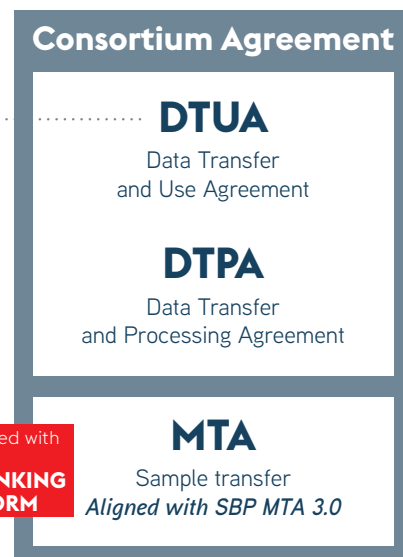 Consortium Agreement
DTUA
Data Transfer
and Use Agreement
DTPA
Data Transfer
and Processing Agreement
MTA
Sample transfer
Aligned with SBP MTA 3.0
with